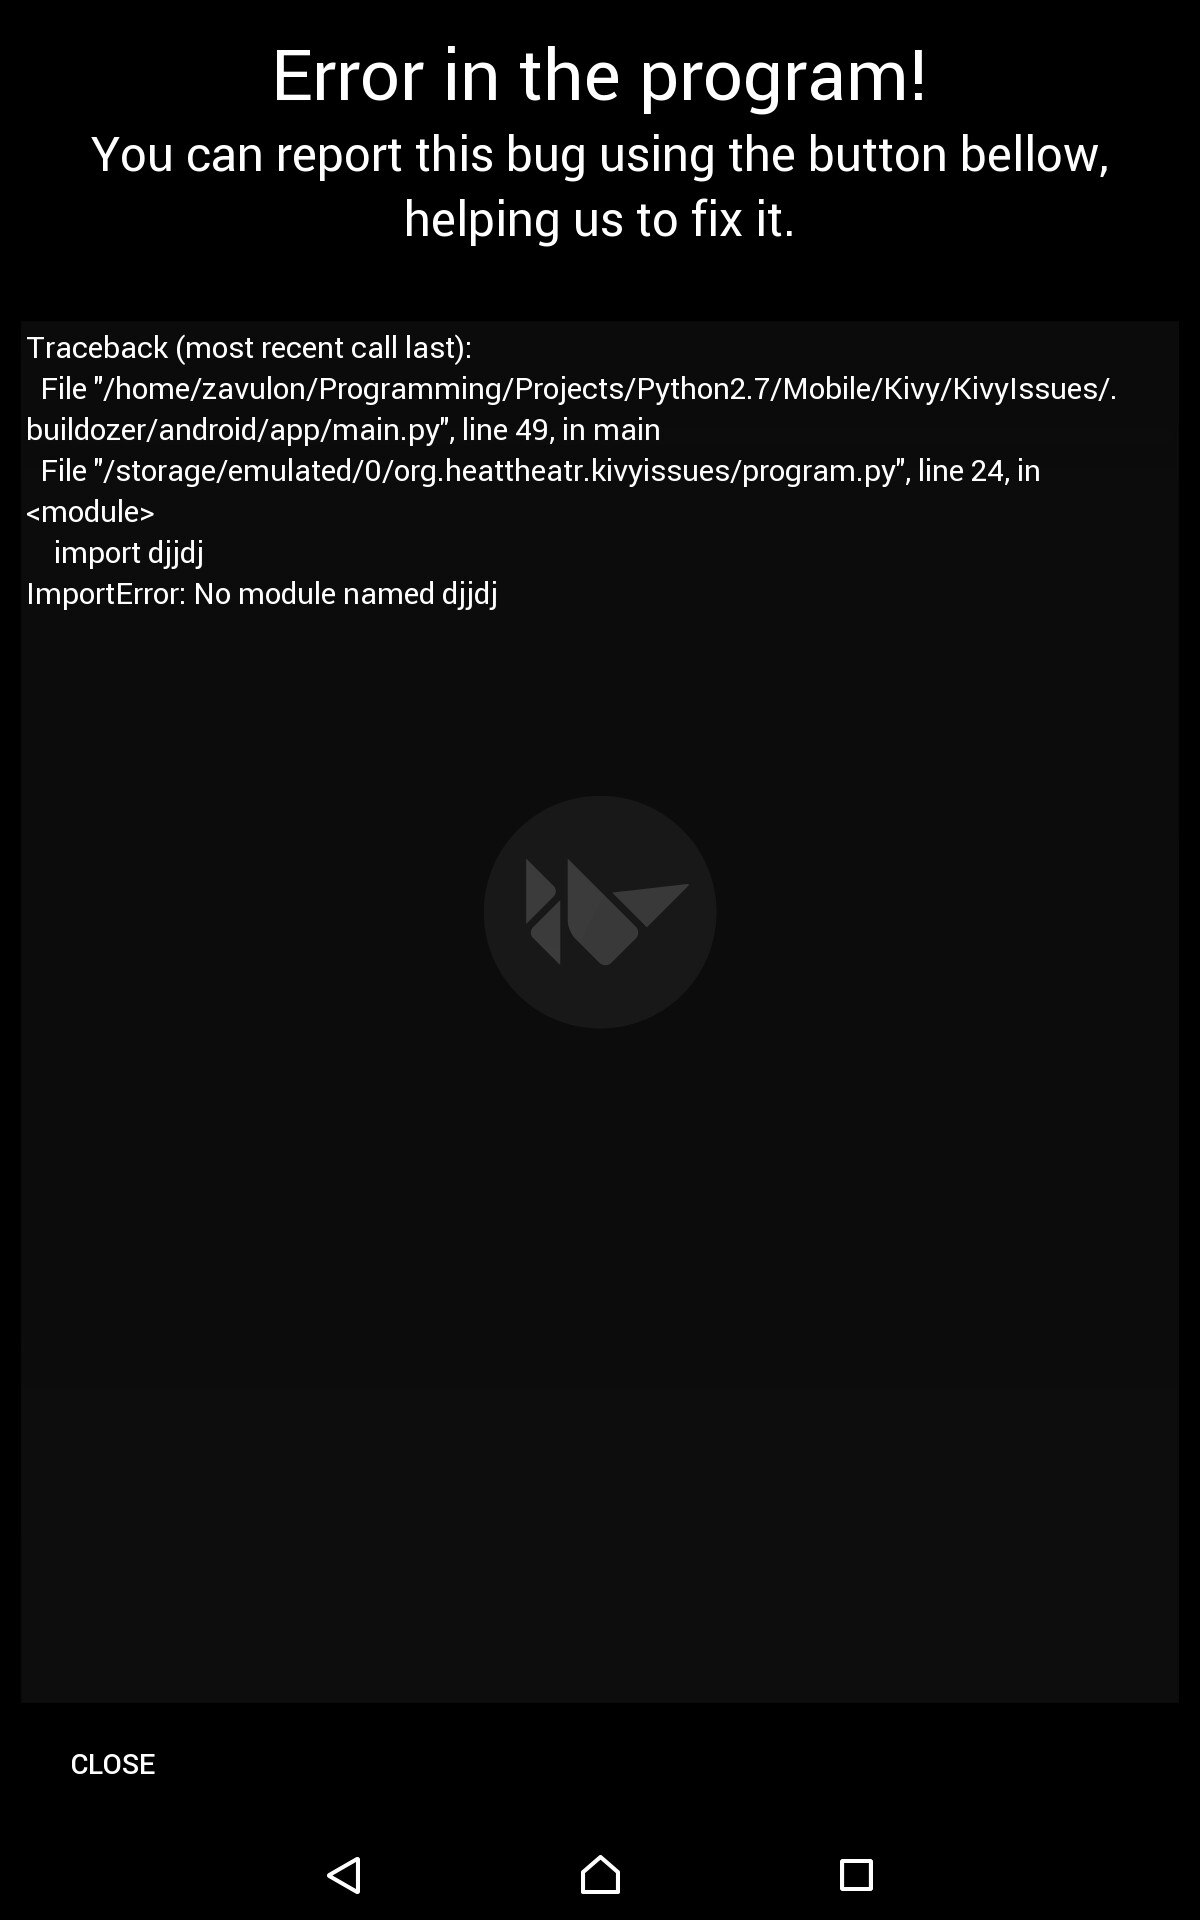 Error in the program!
You can report this bug using the button bellow,
helping us to fix it.
Traceback (most recent call last):
File "/home/zavulon/Programming/Projects/Python2.7/Mobile/Kivy/KivyIssues/.
buildozer/android/app/main.py", line 49, in main
File "/storage/emulated/0/org.heattheatr.kivyissues/program.py", line 24, in
<module>
import djjdj
ImportError: No module named djjdj
CLOSE